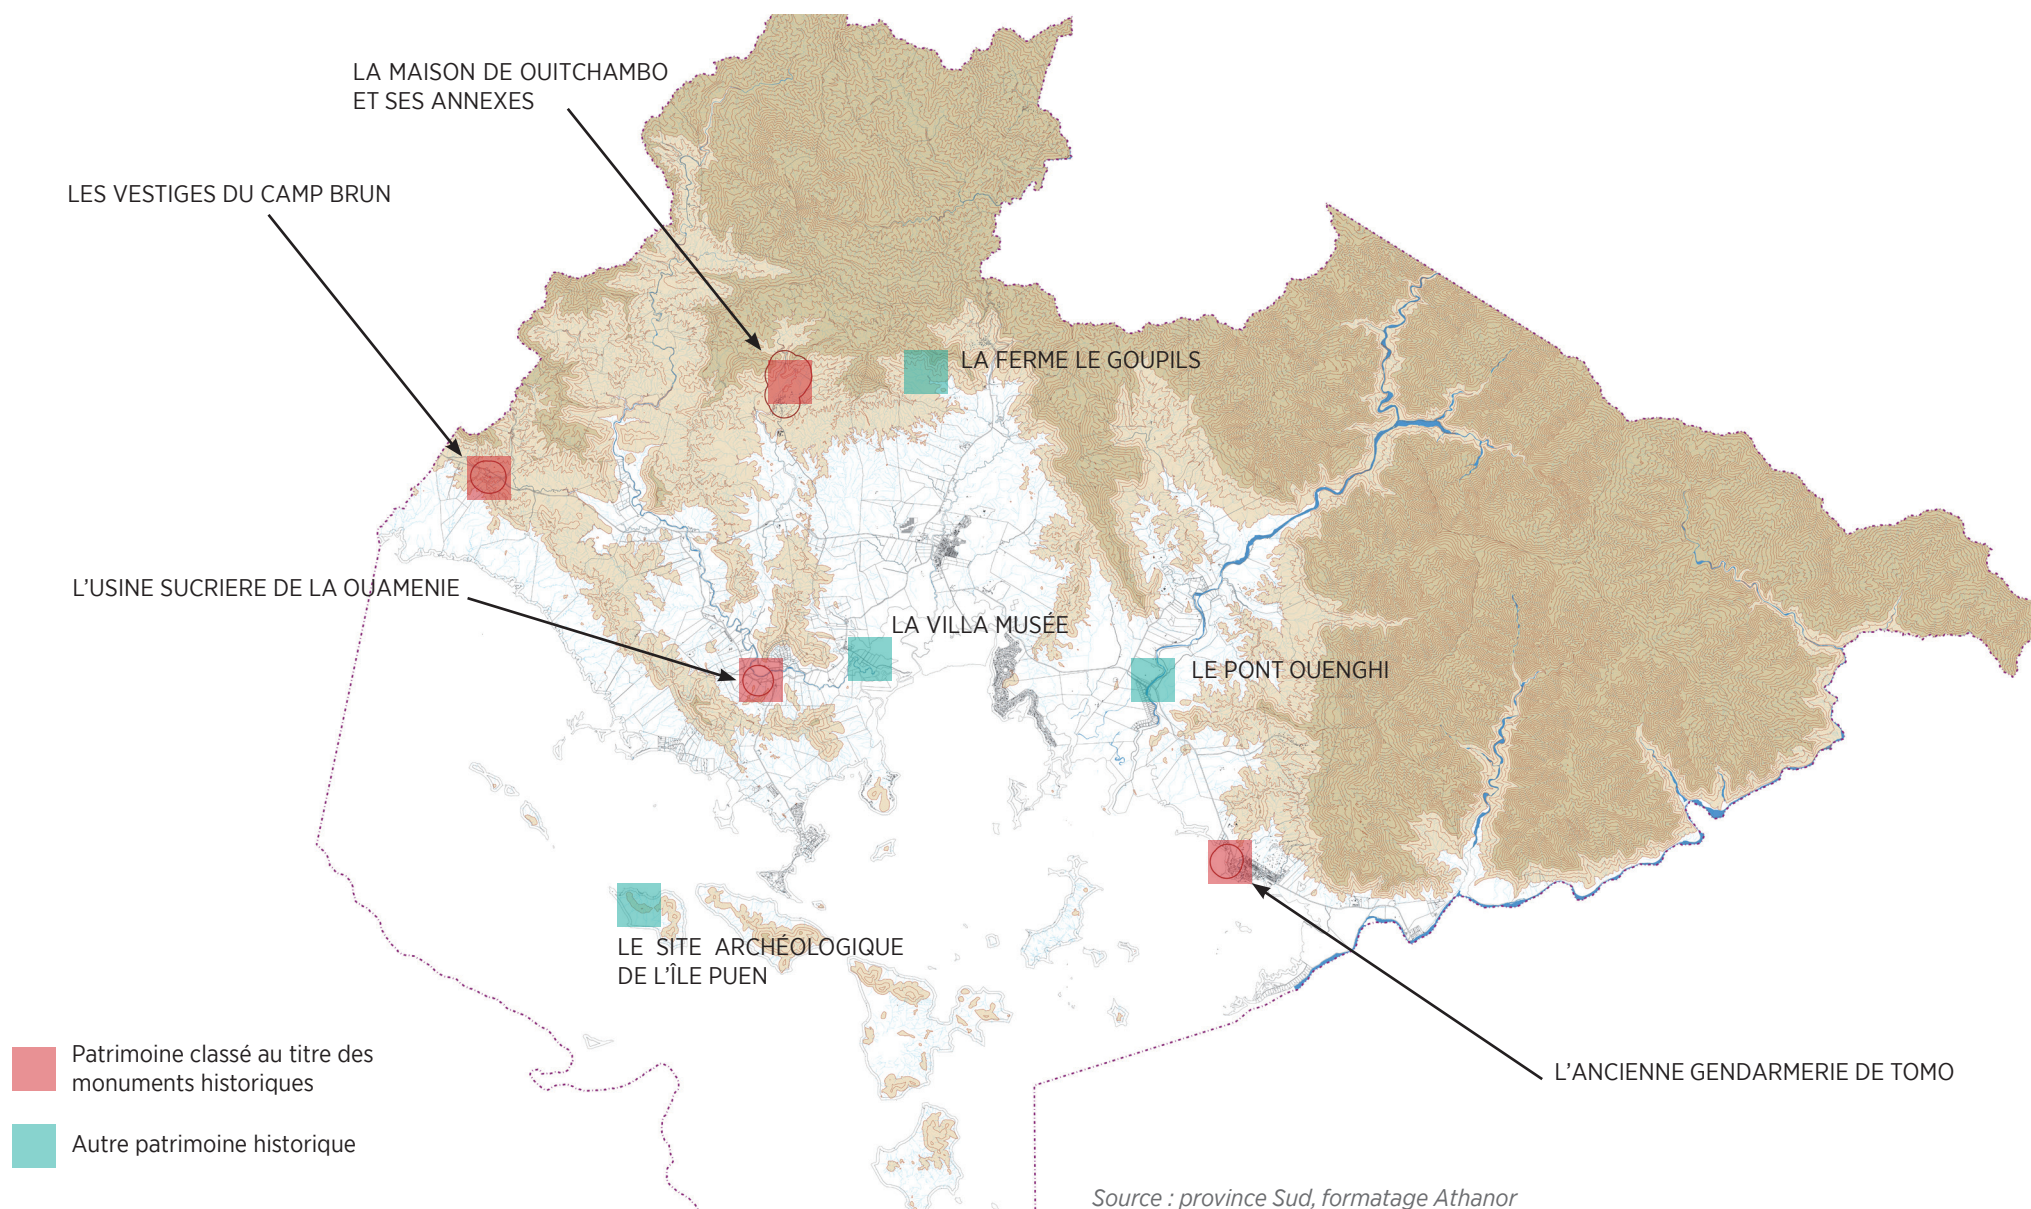 LA MAISON DE OUITCHAMBO
ET SES ANNEXES
LES VESTIGES DU CAMP BRUN
LA FERME LE GOUPILS
L’USINE SUCRIERE DE LA OUAMENIE
LA VILLA MUSÉE
LE PONT OUENGHI
LE SITE ARCHÉOLOGIQUE
DE L’ÎLE PUEN
L’ANCIENNE GENDARMERIE DE TOMO
Patrimoine classé au titre des
monuments historiques
Autre patrimoine historique
Source : province Sud, formatage Athanor